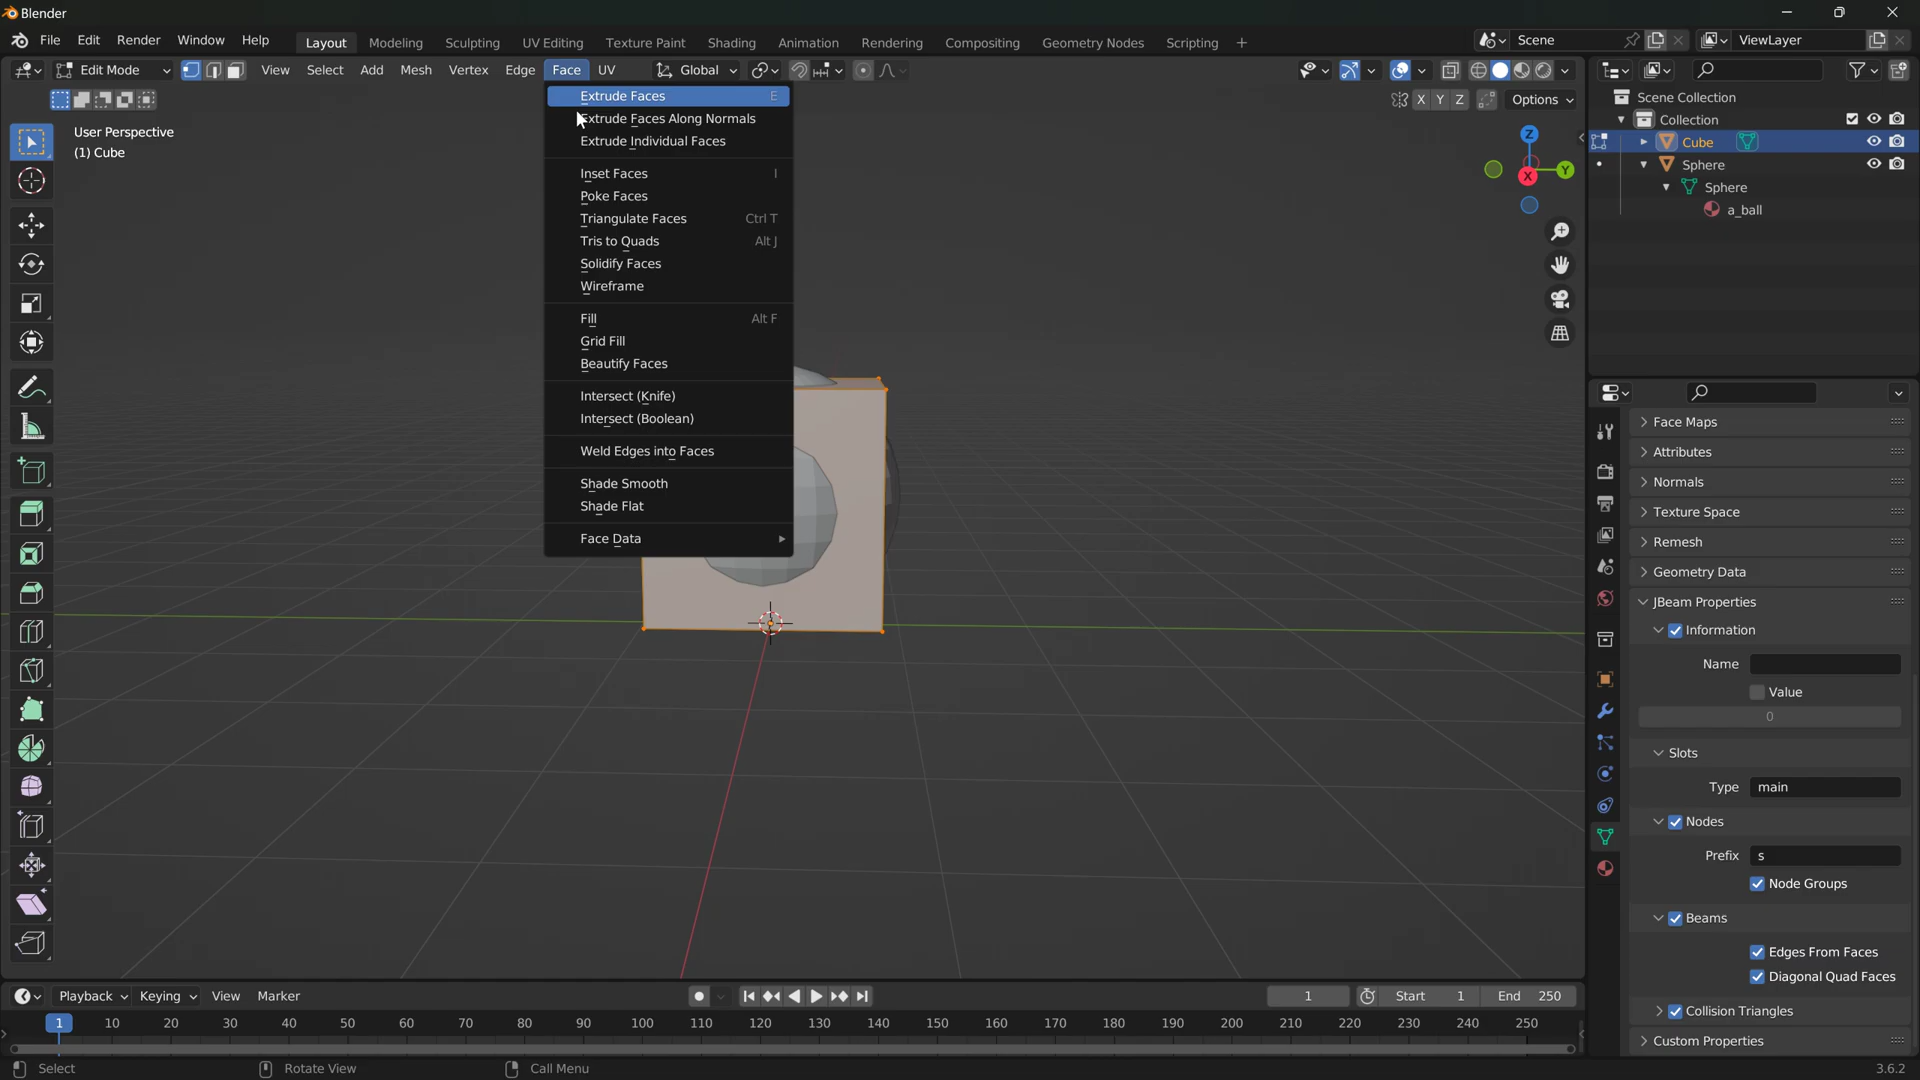 Blender
File Edit Render Window Help Layout Modeling Sculpting UV Editing Texture Paint Shading Animation Rendering Compositing Geometry Nodes Scripting + Scene ViewLayer
Edit Mode View Select Add Mesh Vertex Edge Face UV Global
X Y Z Options
User Perspective
(1) Cube
Extrude Faces E
Extrude Faces Along Normals
Extrude Individual Faces
Inset Faces I
Poke Faces
Triangulate Faces Ctrl T
Tris to Quads Alt J
Solidify Faces
Wireframe
Fill Alt F
Grid Fill
Beautify Faces
Intersect (Knife)
Intersect (Boolean)
Weld Edges into Faces
Shade Smooth
Shade Flat
Face Data
Z
Y
X
Scene Collection
Collection
Cube
Sphere
Sphere
a_ball
Face Maps
Attributes
Normals
Texture Space
Remesh
Geometry Data
JBeam Properties
Information
Name
Value
0
Slots
Type main
Nodes
Prefix s
Node Groups
Beams
Edges From Faces
Diagonal Quad Faces
Collision Triangles
Custom Properties
Playback Keying View Marker 1 Start 1 End 250
1 10 20 30 40 50 60 70 80 90 100 110 120 130 140 150 160 170 180 190 200 210 220 230 240 250
Select Rotate View Call Menu 3.6.2